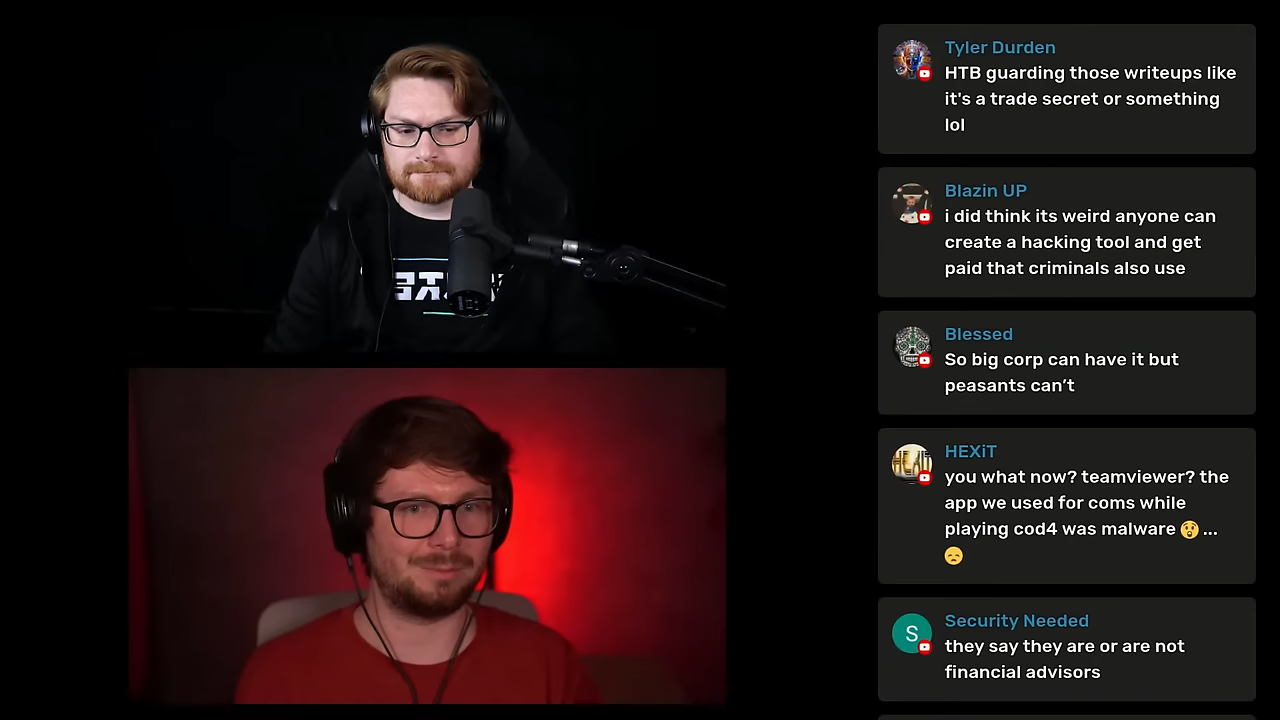 Tyler Durden
HTB guarding those writeups like
it's a trade secret or something
lol
Blazin UP
i did think its weird anyone can
create a hacking tool and get
paid that criminals also use
Blessed
So big corp can have it but
peasants can’t
HEXiT
you what now? teamviewer? the
app we used for coms while
playing cod4 was malware 😲...
😞
S
Security Needed
they say they are or are not
financial advisors